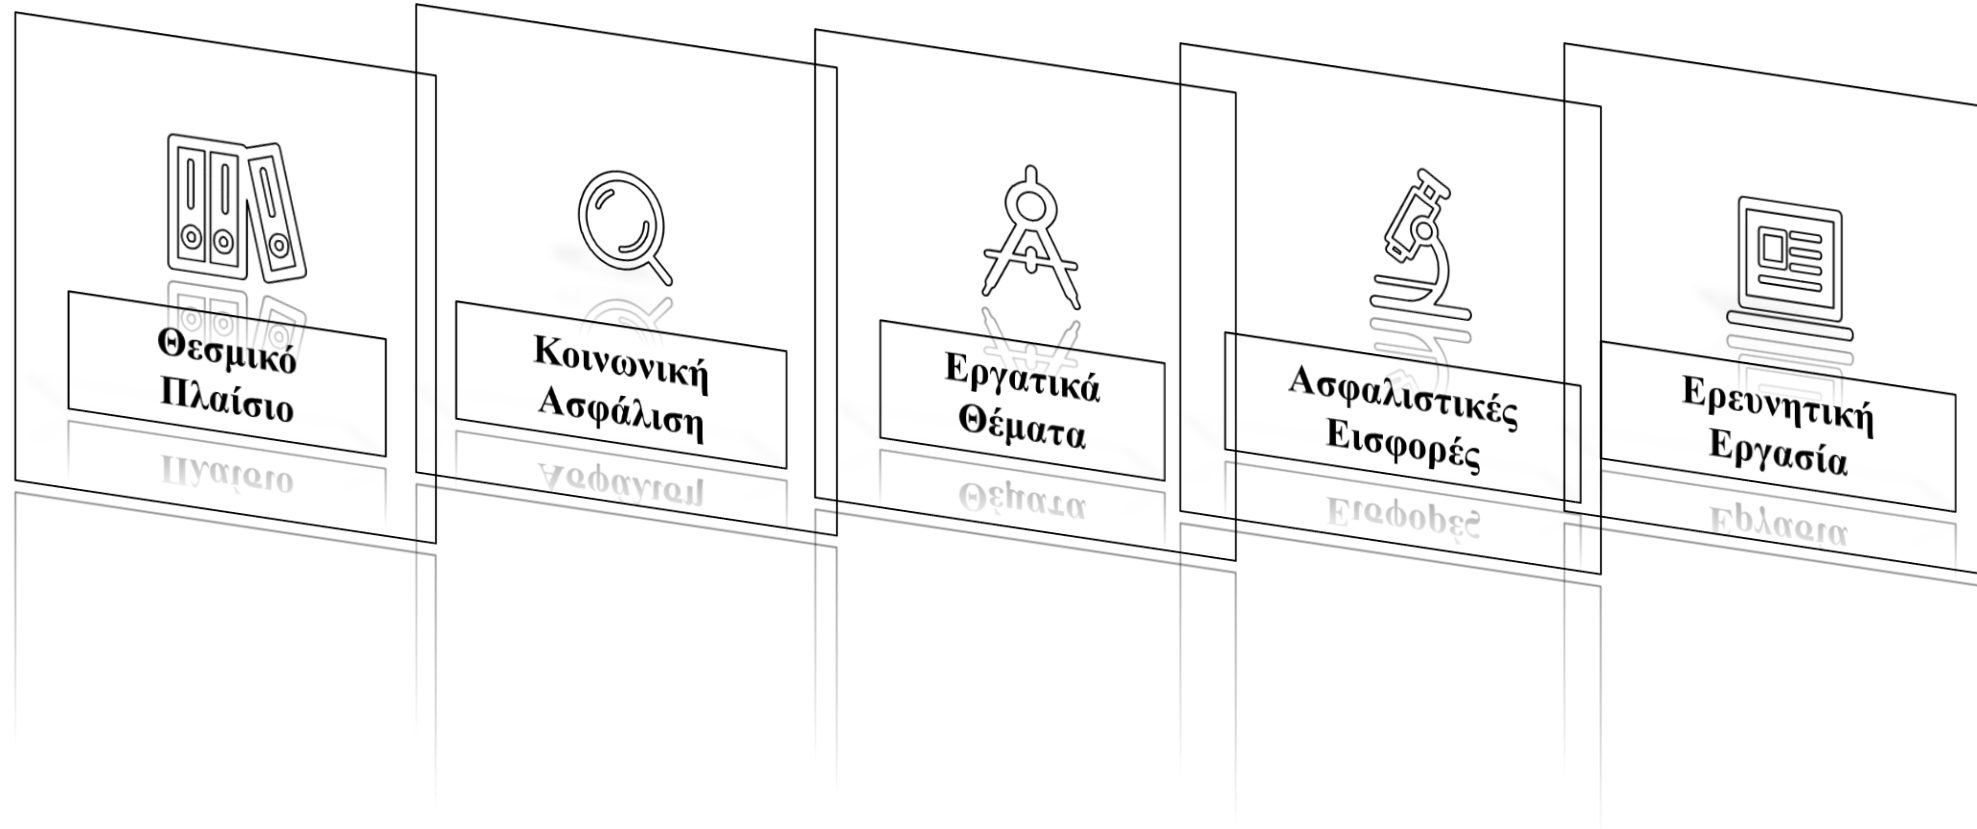 Θεσμικό
Πλαίσιο
Κοινωνική
Ασφάλιση
Εργατικά
Θέματα
Ασφαλιστικές
Εισφορές
Ερευνητική
Εργασία